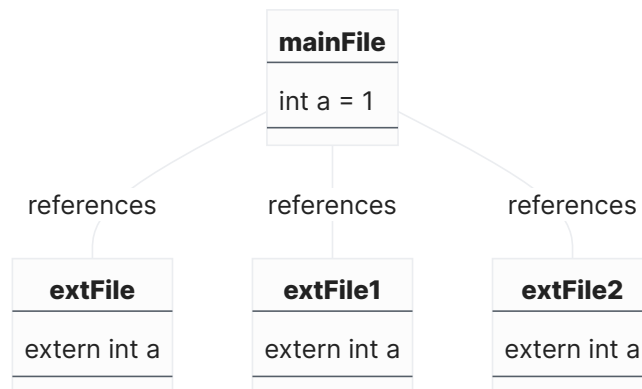 mainFile
int a = 1
references references references
extFile extFile1 extFile2
extern int a extern int a extern int a